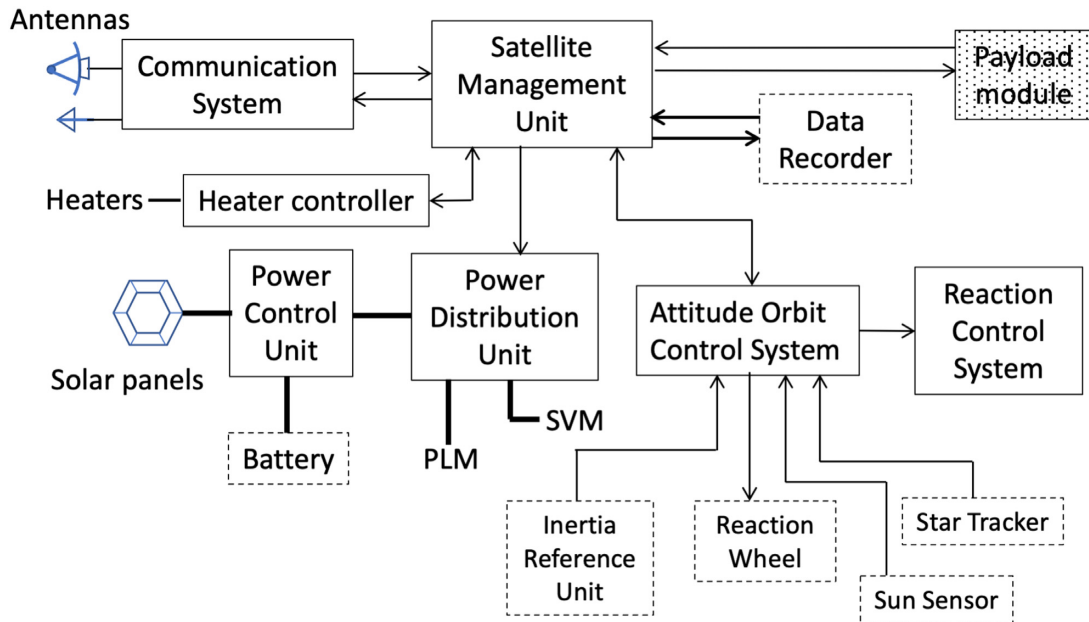 Antennas
Communication
System
Satellite
Management
Unit
Payload
module
Data
Recorder
Heaters
Heater controller
Power
Control
Unit
Power
Distribution
Unit
Attitude Orbit
Control System
Reaction
Control
System
Solar panels
SVM
PLM
Battery
Inertia
Reference
Unit
Reaction
Wheel
Star Tracker
Sun Sensor